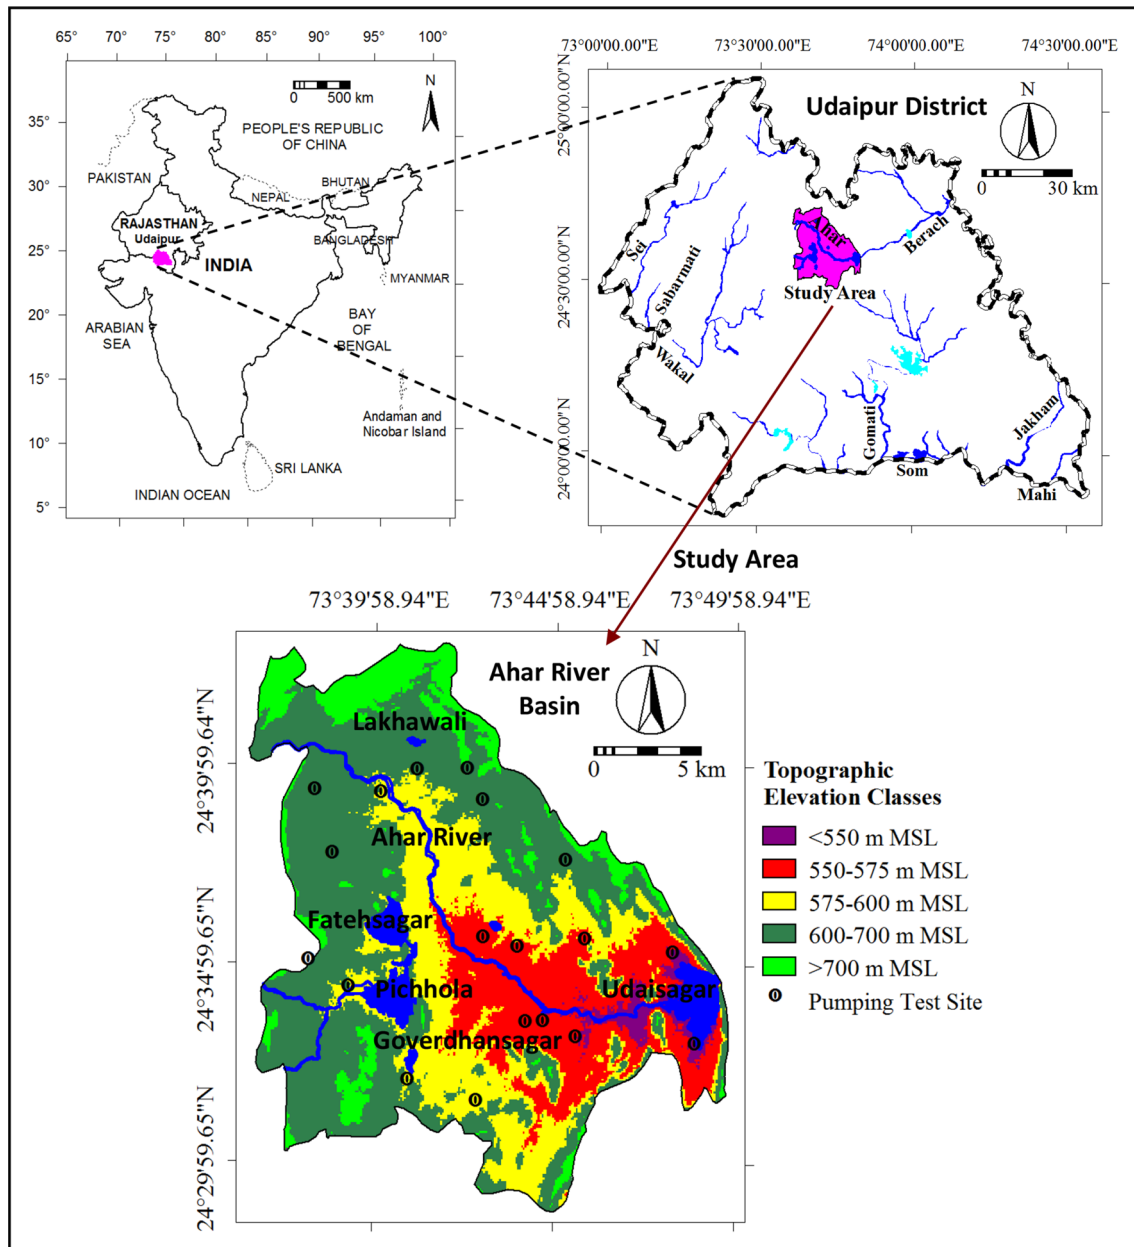 65° 70° 75° 80° 85° 90° 95° 100°
35°
30°
25°
20°
15°
10°
5°
0 500 km
N
PEOPLE'S REPUBLIC
OF CHINA
PAKISTAN
NEPAL
BHUTAN
RAJASTHAN
Udaipur
BANGLADESH
INDIA
MYANMAR
ARABIAN
SEA
BAY
OF
BENGAL
Andaman and
Nicobar Island
SRI LANKA
INDIAN OCEAN
73°00'00.00"E 73°30'00.00"E 74°00'00.00"E 74°30'00.00"E
25°00'00.00"N
24°30'00.00"N
24°00'00.00"N
Udaipur District
N
0 30 km
Ahar
Berach
Sei
Sabarmati
Study Area
Wakal
Gomati
Jakham
Som
Mahi
Study Area
73°39'58.94"E 73°44'58.94"E 73°49'58.94"E
24°39'59.64"N
24°34'59.65"N
24°29'59.65"N
Ahar River
Basin
N
0 5 km
Lakhawali
Ahar River
Fatehsagar
Pichhola
Udaisagar
Goverdhansagar
Topographic
Elevation Classes
<550 m MSL
550-575 m MSL
575-600 m MSL
600-700 m MSL
>700 m MSL
Pumping Test Site